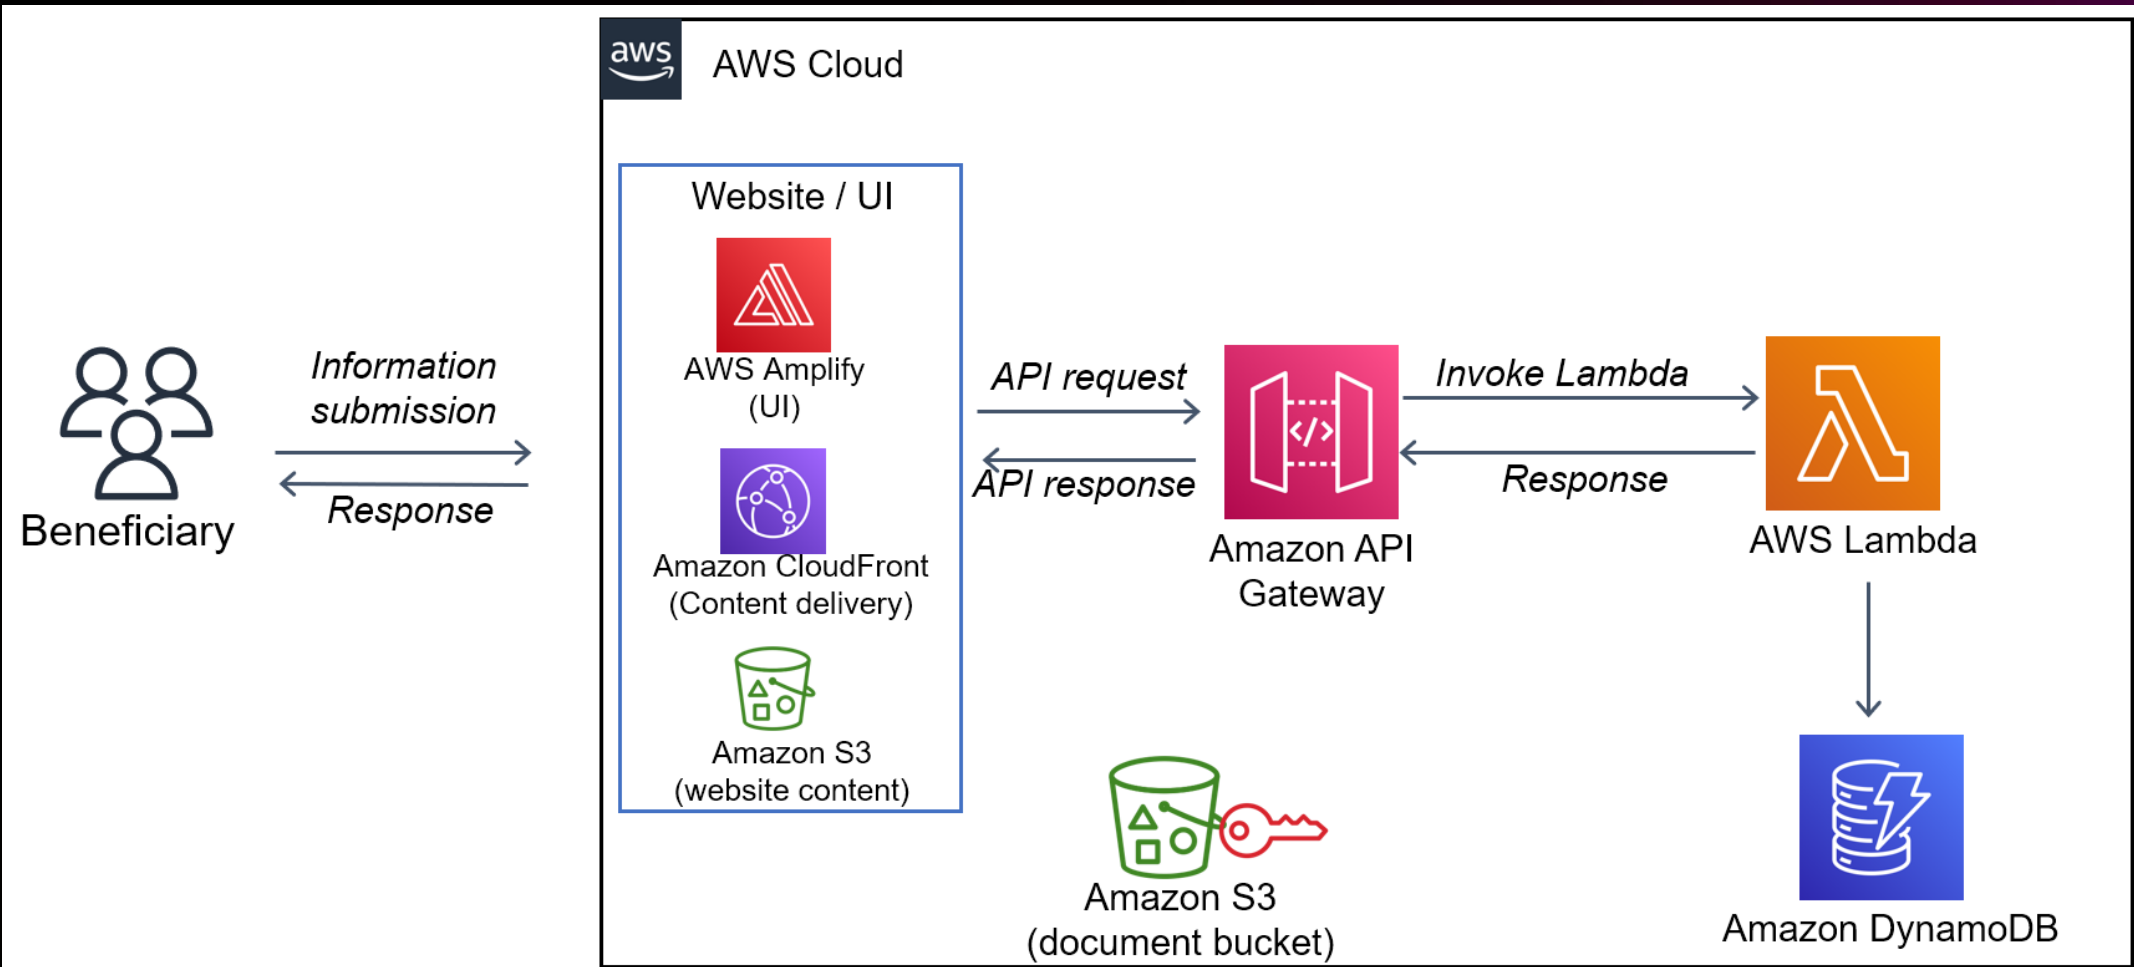 aws
AWS Cloud
Website / UI
AWS Amplify
(UI)
Amazon CloudFront
(Content delivery)
Amazon S3
(website content)
Information
submission
Response
Beneficiary
API request
API response
</>
Amazon API
Gateway
Invoke Lambda
Response
AWS Lambda
Amazon S3
(document bucket)
Amazon DynamoDB